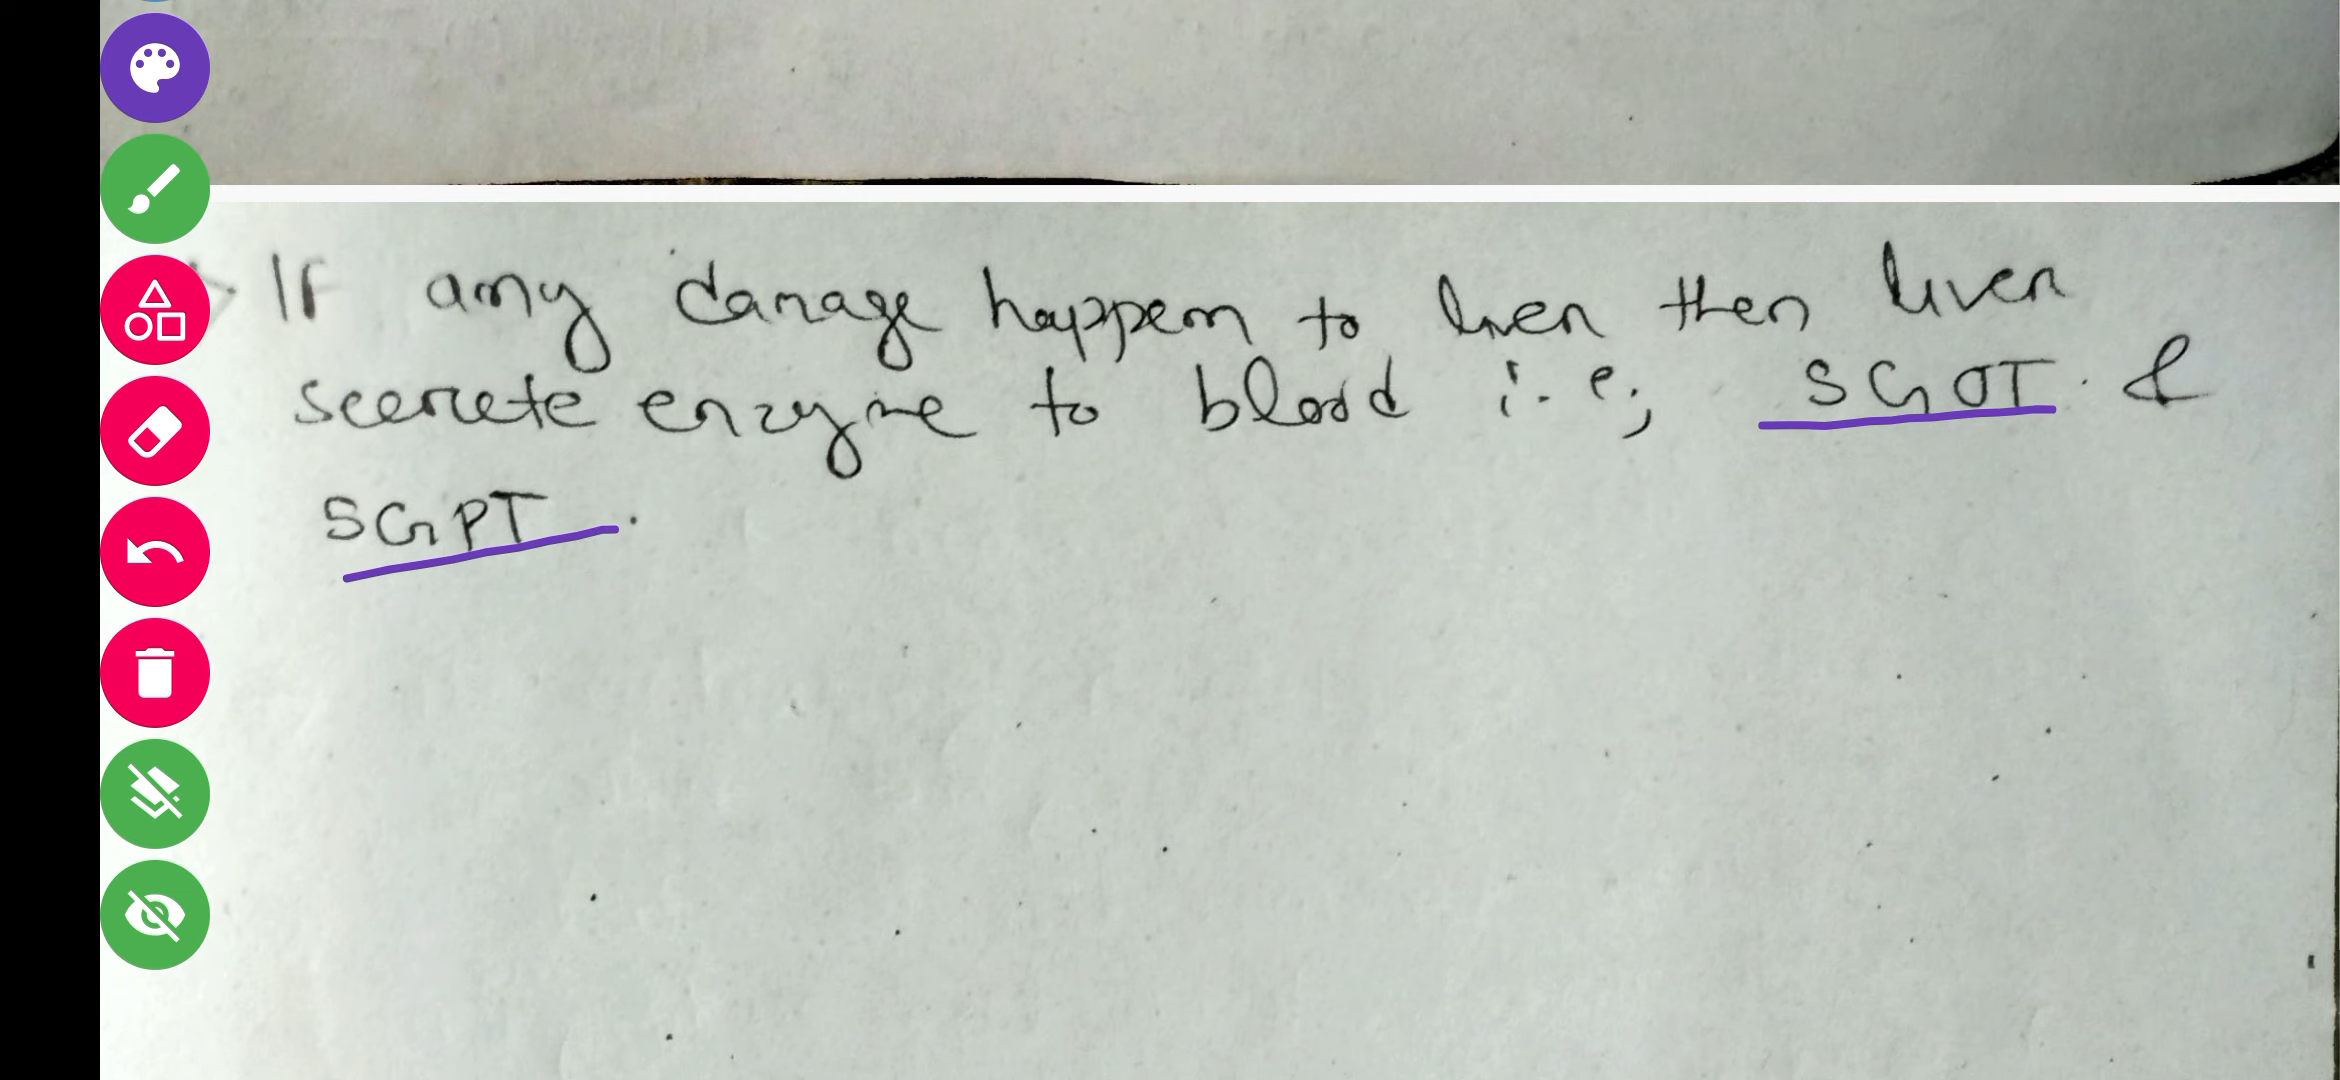 If any damage happen to liver then liver
secrete enzyme to blood i.e; SGOT. &
SGPT.